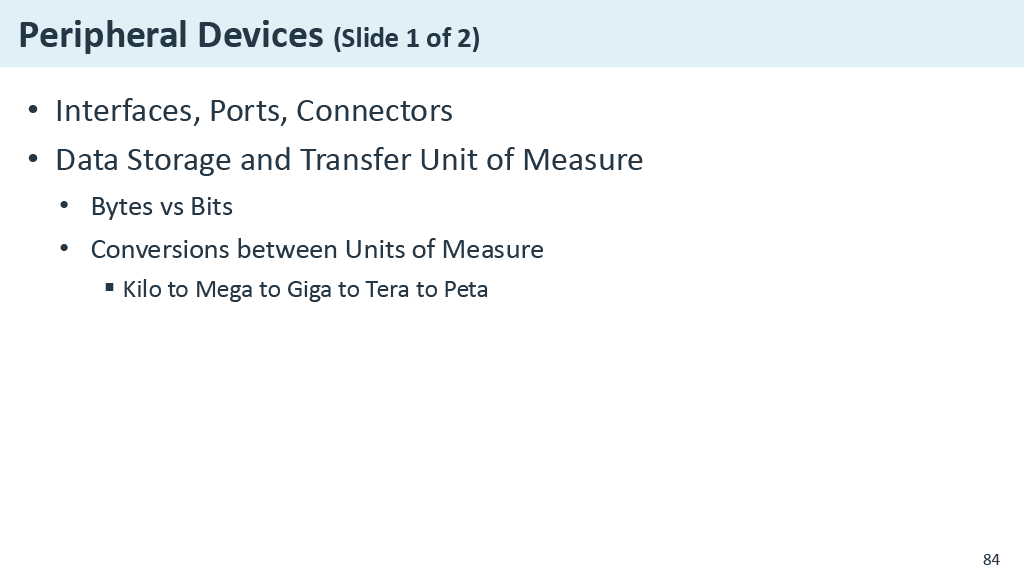 Peripheral Devices (Slide 1 of 2)
• Interfaces, Ports, Connectors
• Data Storage and Transfer Unit of Measure
• Bytes vs Bits
• Conversions between Units of Measure
▪ Kilo to Mega to Giga to Tera to Peta
84